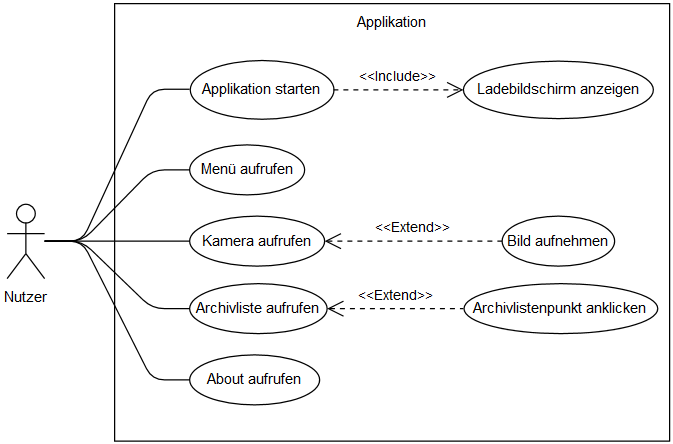 Applikation
Applikation starten
<<Include>>
Ladebildschirm anzeigen
Menü aufrufen
Kamera aufrufen
<<Extend>>
Bild aufnehmen
Nutzer
Archivliste aufrufen
<<Extend>>
Archivlistenpunkt anklicken
About aufrufen